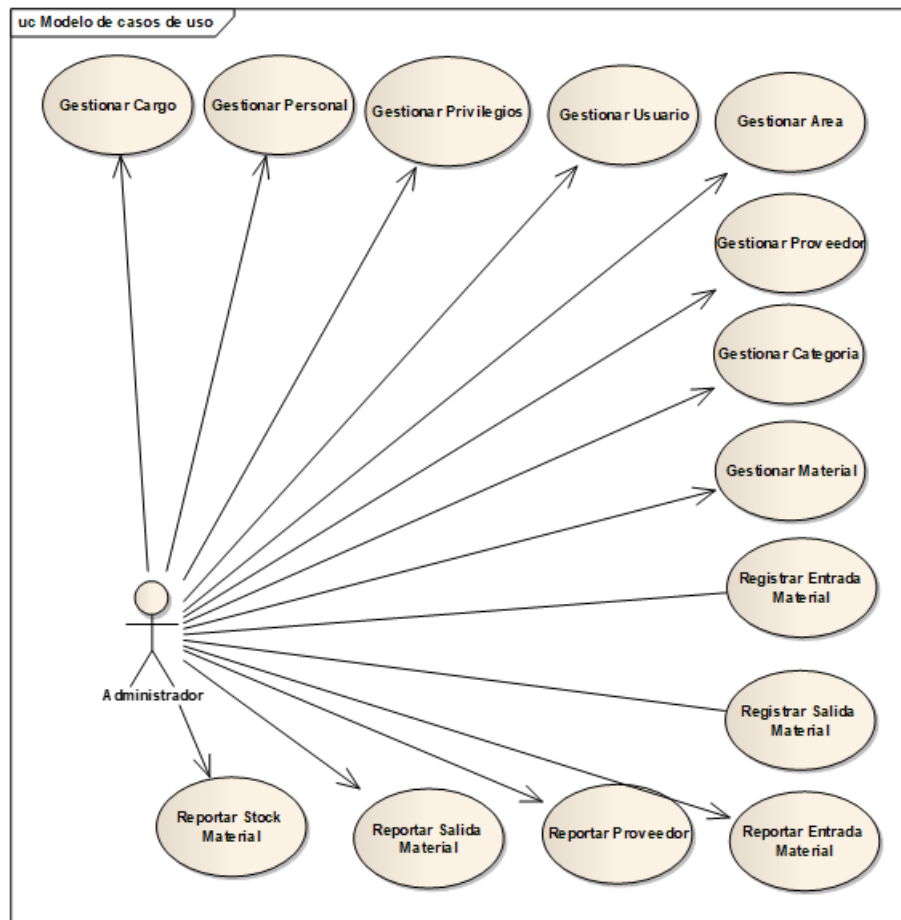 uc Modelo de casos de uso
Gestionar Cargo
Gestionar Personal
Gestionar Privilegios
Gestionar Usuario
Gestionar Area
Gestionar Proveedor
Gestionar Categoria
Gestionar Material
Registrar Entrada
Material
Administrador
Registrar Salida
Material
Reportar Stock
Material
Reportar Salida
Material
Reportar Proveedor
Reportar Entrada
Material